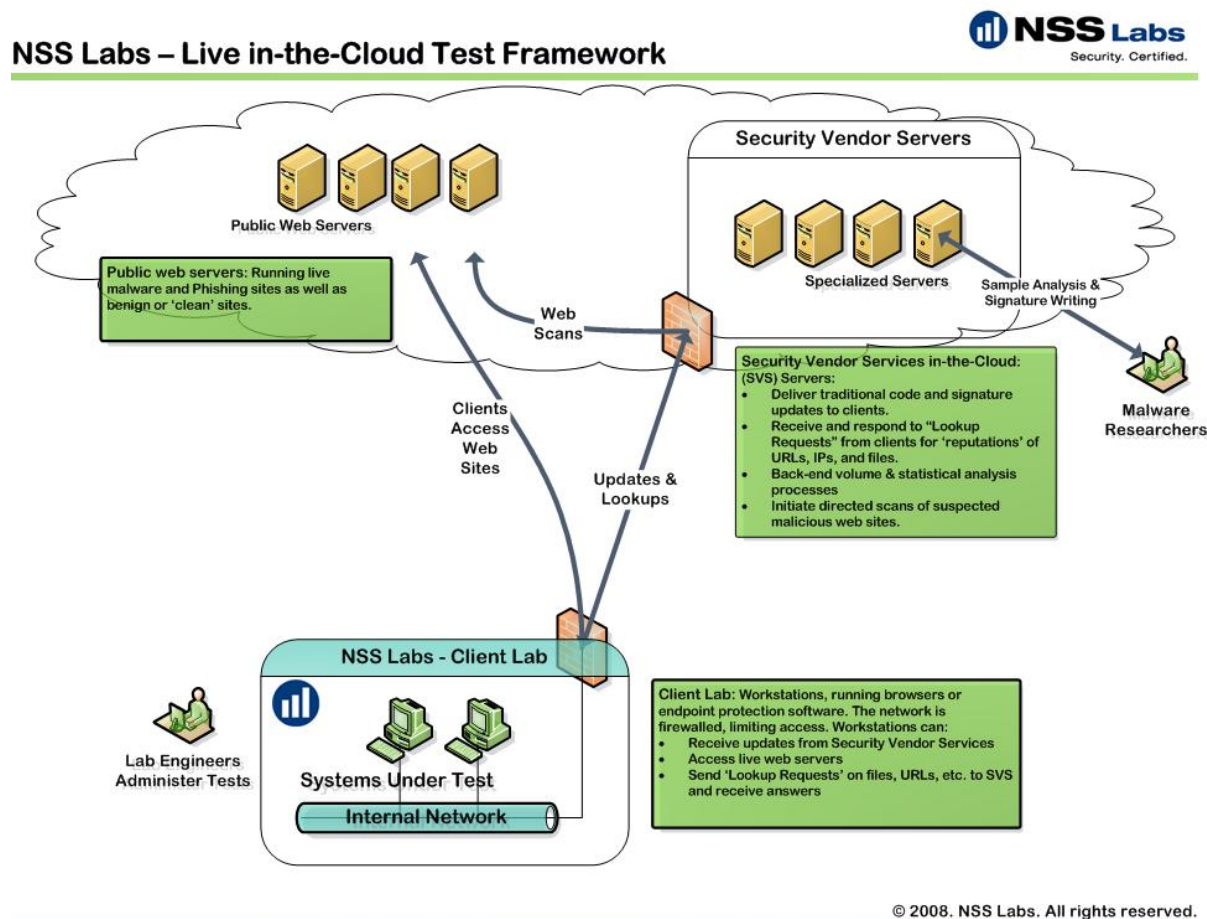 NSS Labs – Live in-the-Cloud Test Framework
NSS Labs
Security. Certified.
Security Vendor Servers
Public Web Servers
Specialized Servers
Sample Analysis &
Signature Writing
Public web servers: Running live
malware and Phishing sites as well as
benign or ‘clean’ sites.
Web
Scans
Malware
Researchers
Security Vendor Services in-the-Cloud:
(SVS) Servers:
• Deliver traditional code and signature
updates to clients.
• Receive and respond to “Lookup
Requests” from clients for ‘reputations’ of
URLs, IPs, and files.
• Back-end volume & statistical analysis
processes
• Initiate directed scans of suspected
malicious web sites.
Clients
Access
Web
Sites
Updates &
Lookups
NSS Labs - Client Lab
Lab Engineers
Administer Tests
Systems Under Test
Internal Network
Client Lab: Workstations, running browsers or
endpoint protection software. The network is
firewalled, limiting access. Workstations can:
• Receive updates from Security Vendor Services
• Access live web servers
• Send ‘Lookup Requests’ on files, URLs, etc. to SVS
and receive answers
© 2008. NSS Labs. All rights reserved.